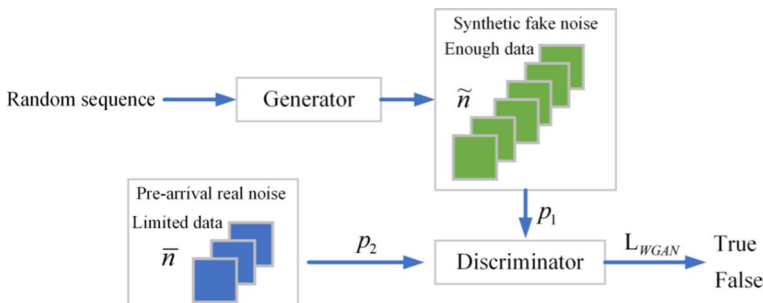 Synthetic fake noise
Enough data
ñ
Random sequence
Generator
Pre-arrival real noise
Limited data
n̄
p₁
p₂
Discriminator
L_WGAN
True
False